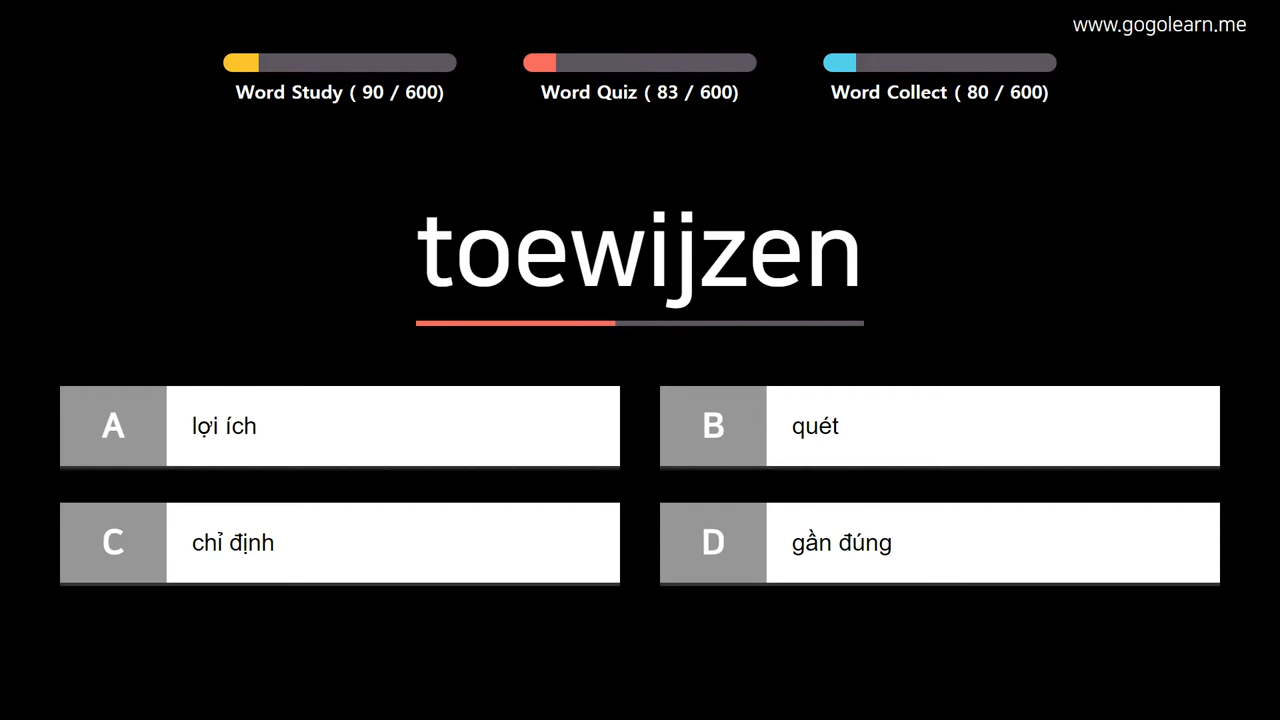 www.gogolearn.me
Word Study ( 90 / 600) Word Quiz ( 83 / 600) Word Collect ( 80 / 600)
toewijzen
A lợi ích
B quét
C chỉ định
D gần đúng